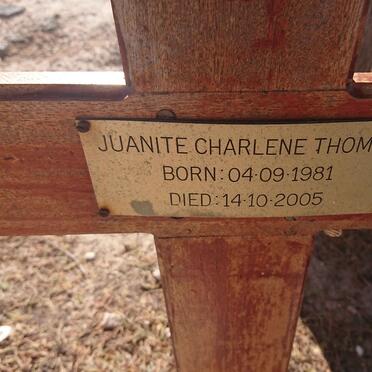 JUANITE CHARLENE THOM
BORN: 04·09·1981
DIED: 14·10·2005